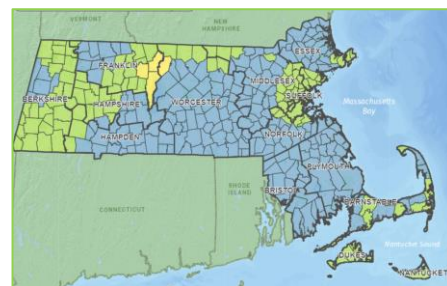 VERMONT
NEW
HAMPSHIRE
ESSEX
FRANKLIN
MIDDLESEX
BERKSHIRE
HAMPSHIRE
WORCESTER
SUFFOLK
Massachusetts
Bay
HAMPDEN
NORFOLK
PLYMOUTH
CONNECTICUT
RHODE
ISLAND
BRISTOL
BARNSTABLE
Nantucket Sound
DUKES
NANTUCKET